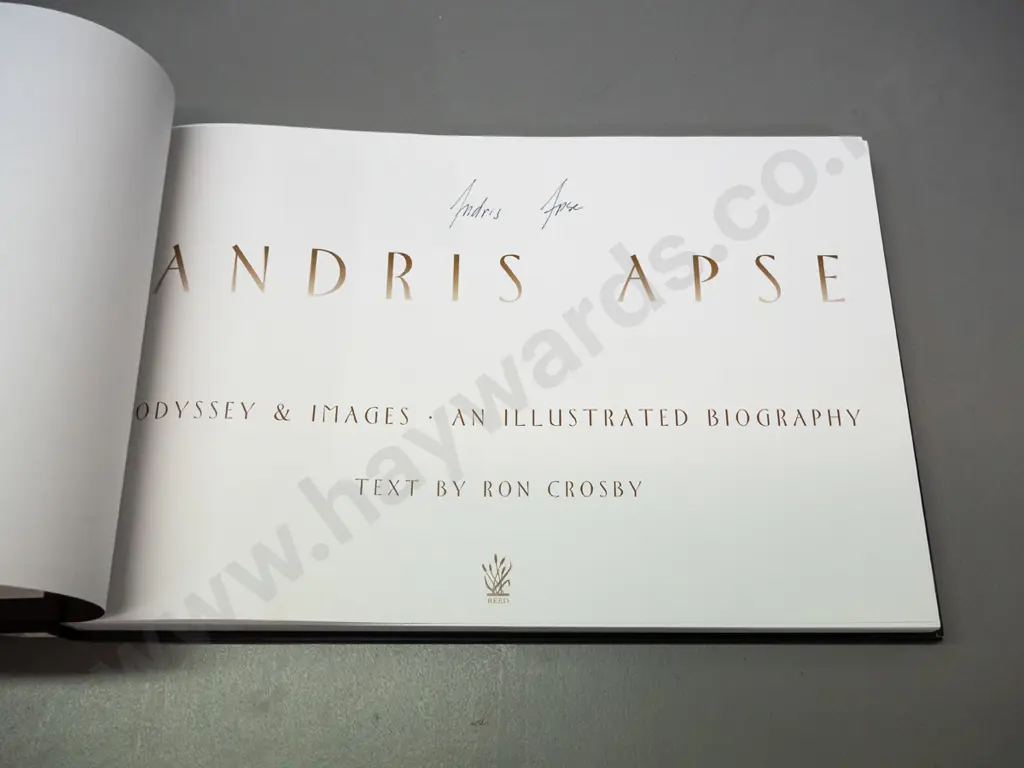 Andris Apse
ANDRIS APSE
ODYSSEY & IMAGES · AN ILLUSTRATED BIOGRAPHY
TEXT BY RON CROSBY
REED
www.haywards.co.n